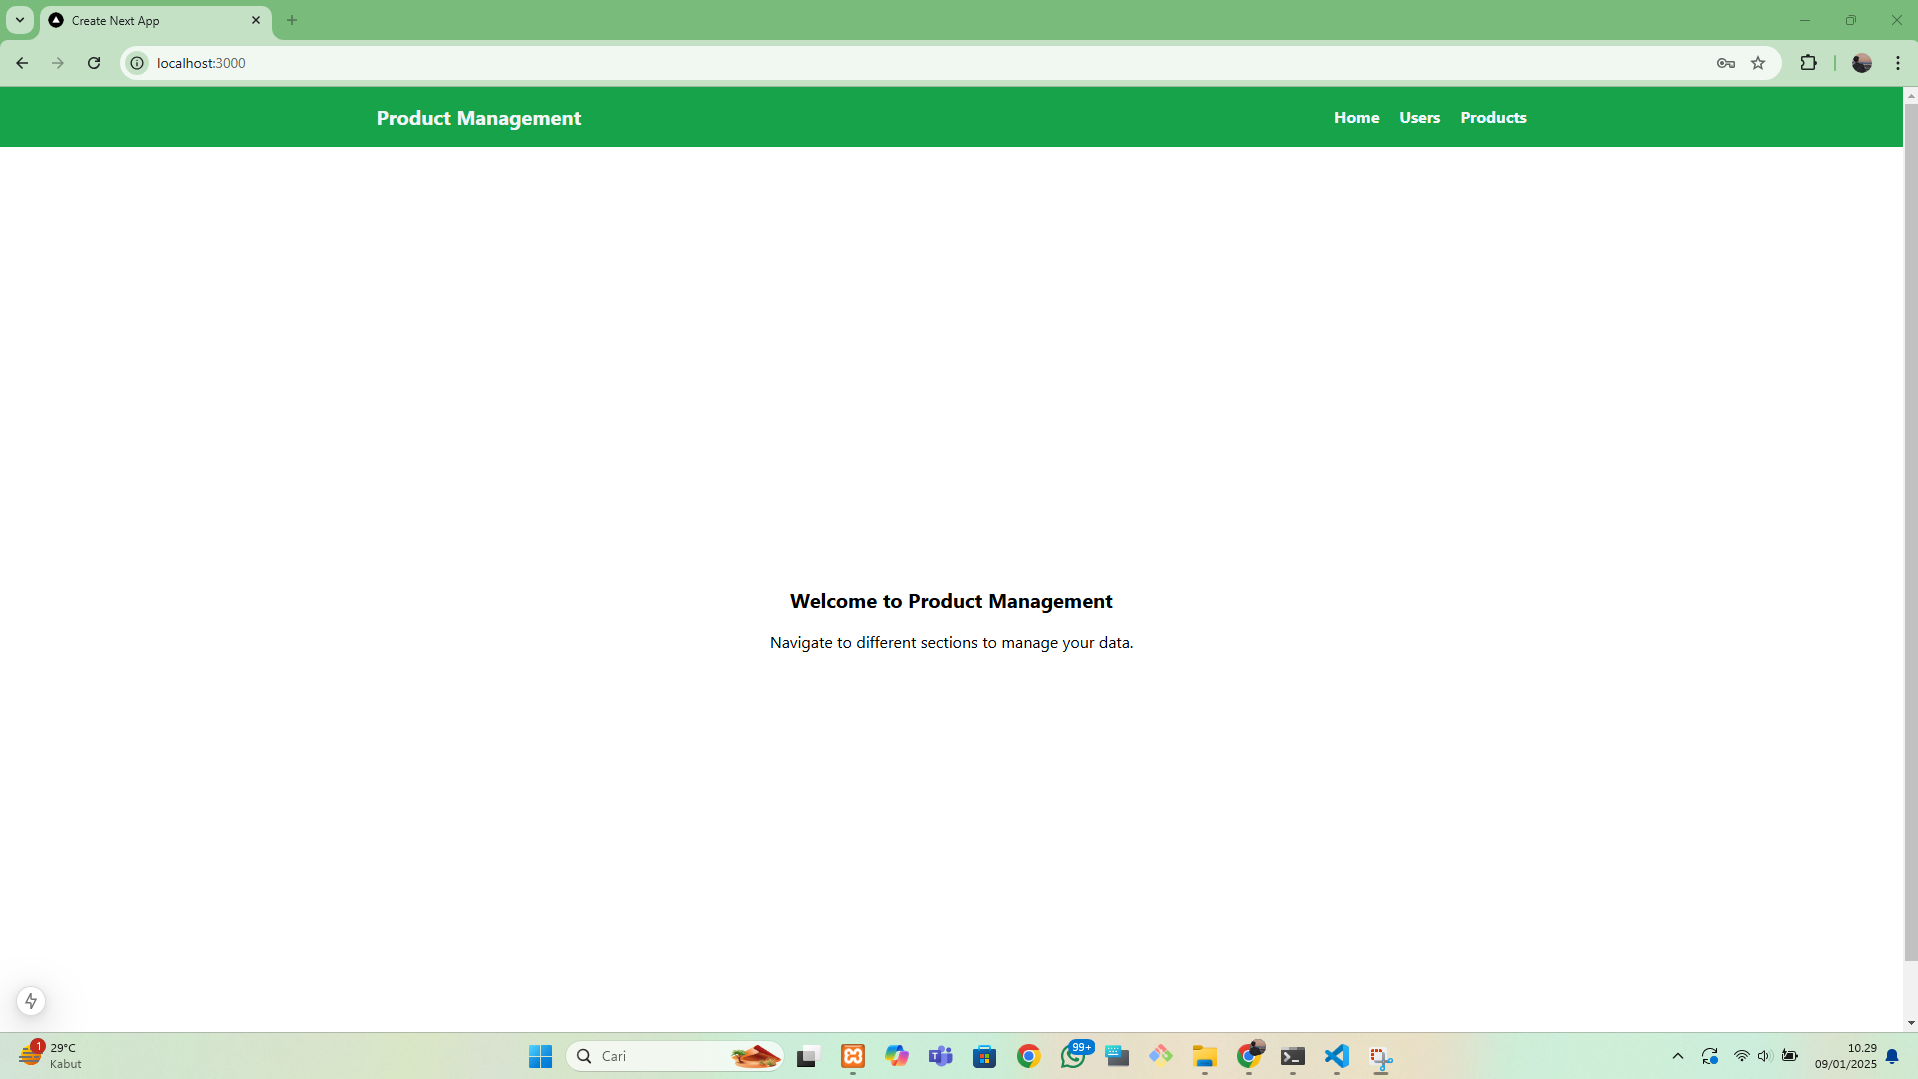 Create Next App
localhost:3000
Product Management
Home Users Products
Welcome to Product Management
Navigate to different sections to manage your data.
1
29°C
Kabut
Cari
99+
10.29
09/01/2025